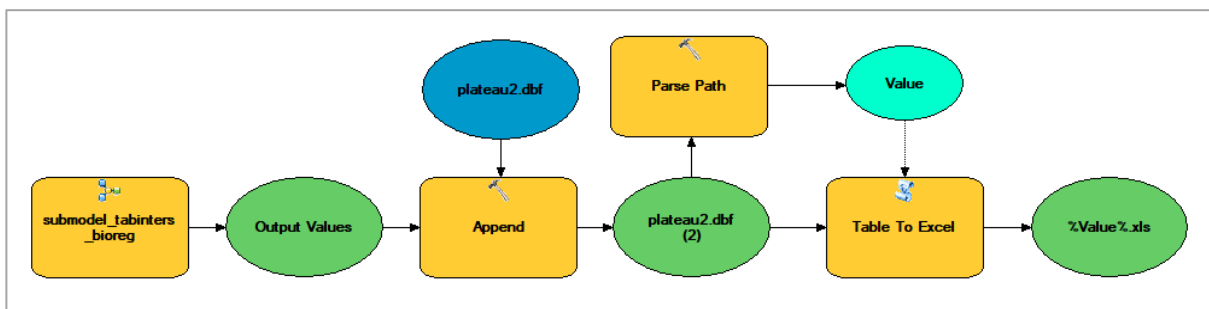 plateau2.dbf
Parse Path
Value
submodel_tabinters
_bioreg
Output Values
Append
plateau2.dbf
(2)
Table To Excel
%Value%.xls